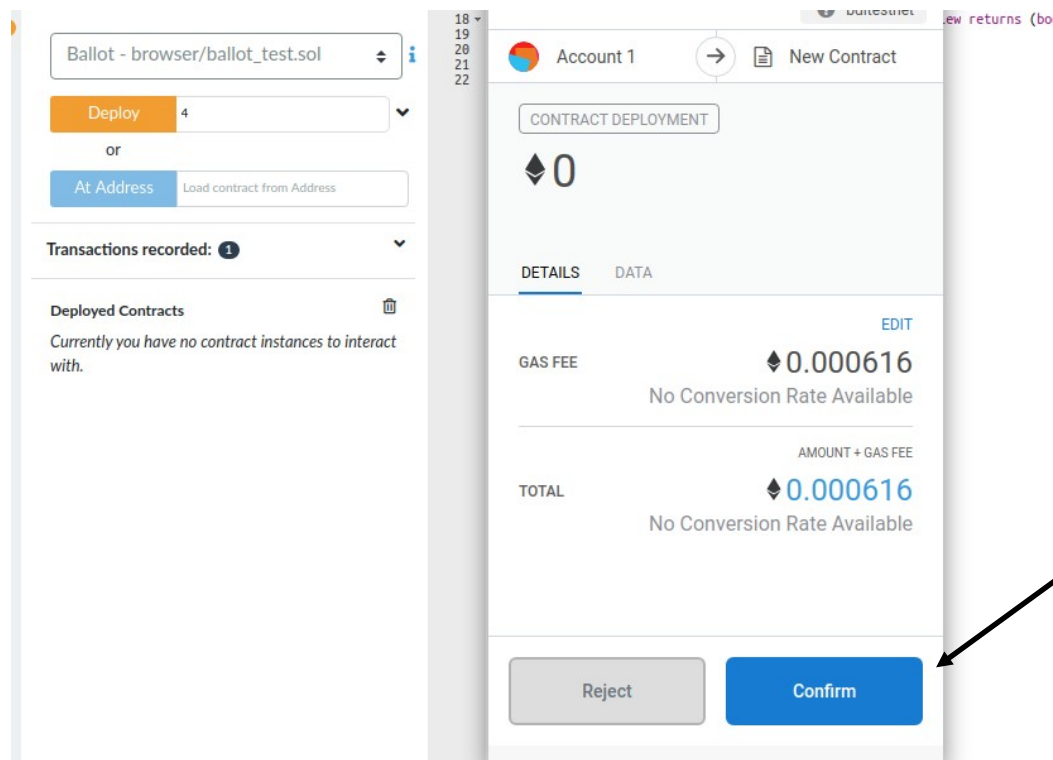 Ballot - browser/ballot_test.sol
i
Deploy 4
or
At Address Load contract from Address
Transactions recorded: 1
Deployed Contracts
Currently you have no contract instances to interact
with.
18
19
20
21
22
Account 1 New Contract
CONTRACT DEPLOYMENT
0
DETAILS DATA
EDIT
GAS FEE 0.000616
No Conversion Rate Available
AMOUNT + GAS FEE
TOTAL 0.000616
No Conversion Rate Available
Reject Confirm
returns